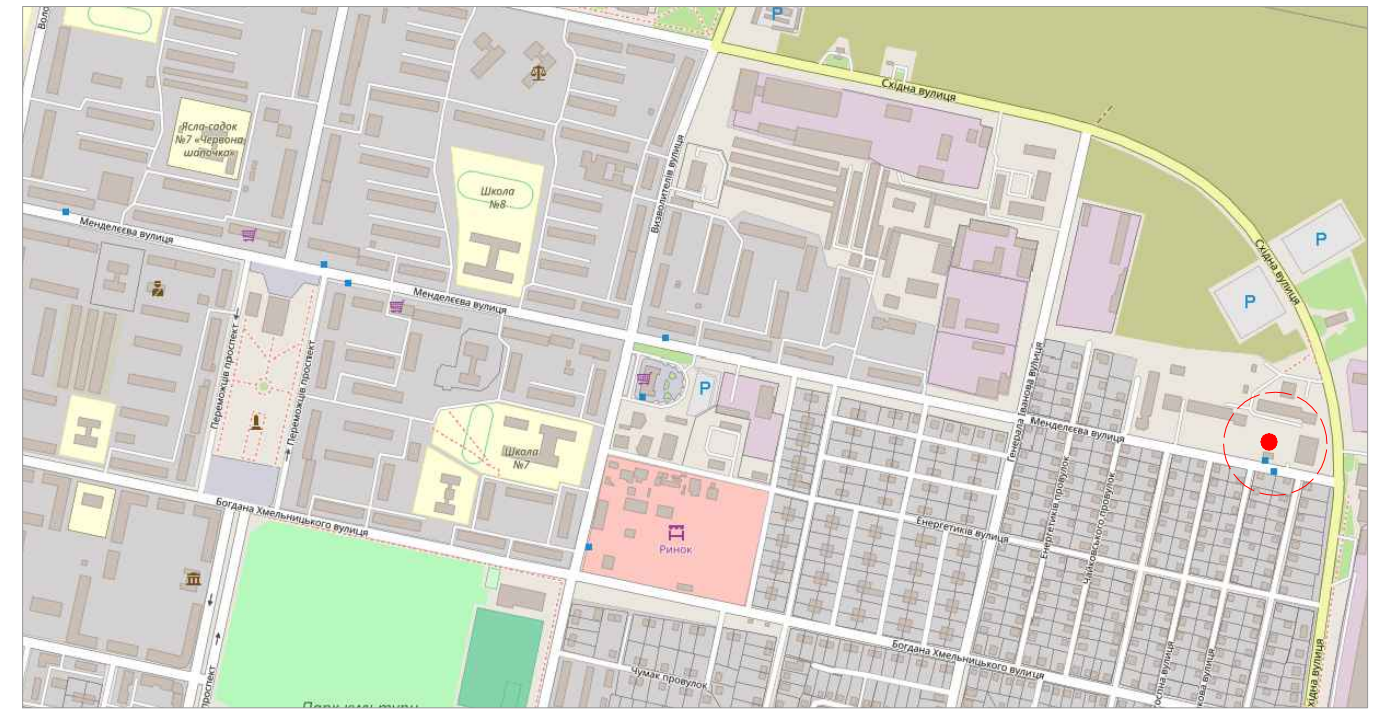 P
Східна вулиця
Ясла-садок
№7 «Червона
шапочка»
Школа
№8
Визволителів вулиця
Менделєєва вулиця
P
Східна вулиця
P
Менделєєва вулиця
Переможців проспект
Переможців проспект
P
Генерала Іванова вулиця
Менделєєва вулиця
Школа
№7
Богдана Хмельницького вулиця
Енергетиків провулок
Чайковського провулок
Енергетиків вулиця
Ринок
Богдана Хмельницького вулиця
Чумак провулок
проспект